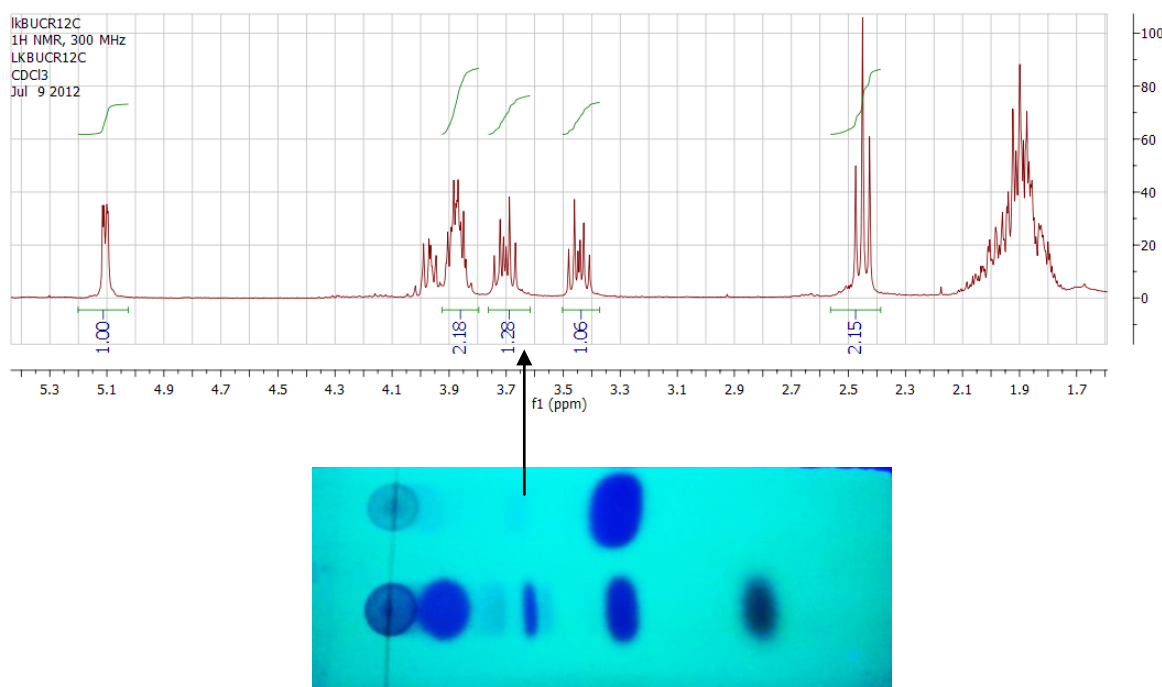 lkBUCR12C
1H NMR, 300 MHz
LKBUCR12C
CDCl3
Jul 9 2012
100
80
60
40
20
0
1.00
2.18
1.28
1.06
2.15
5.3 5.1 4.9 4.7 4.5 4.3 4.1 3.9 3.7 3.5 3.3 3.1 2.9 2.7 2.5 2.3 2.1 1.9 1.7
f1 (ppm)